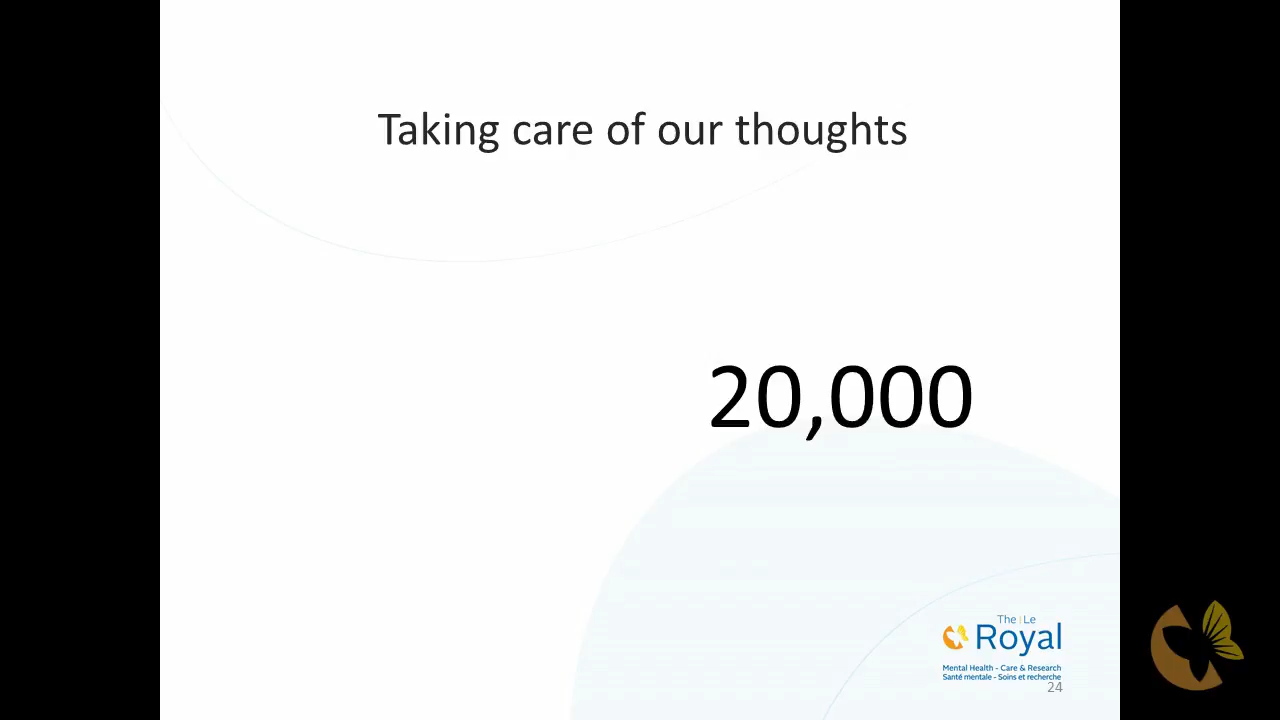 Taking care of our thoughts
20,000
The | Le
Royal
Mental Health - Care & Research
Santé mentale - Soins et recherche
24